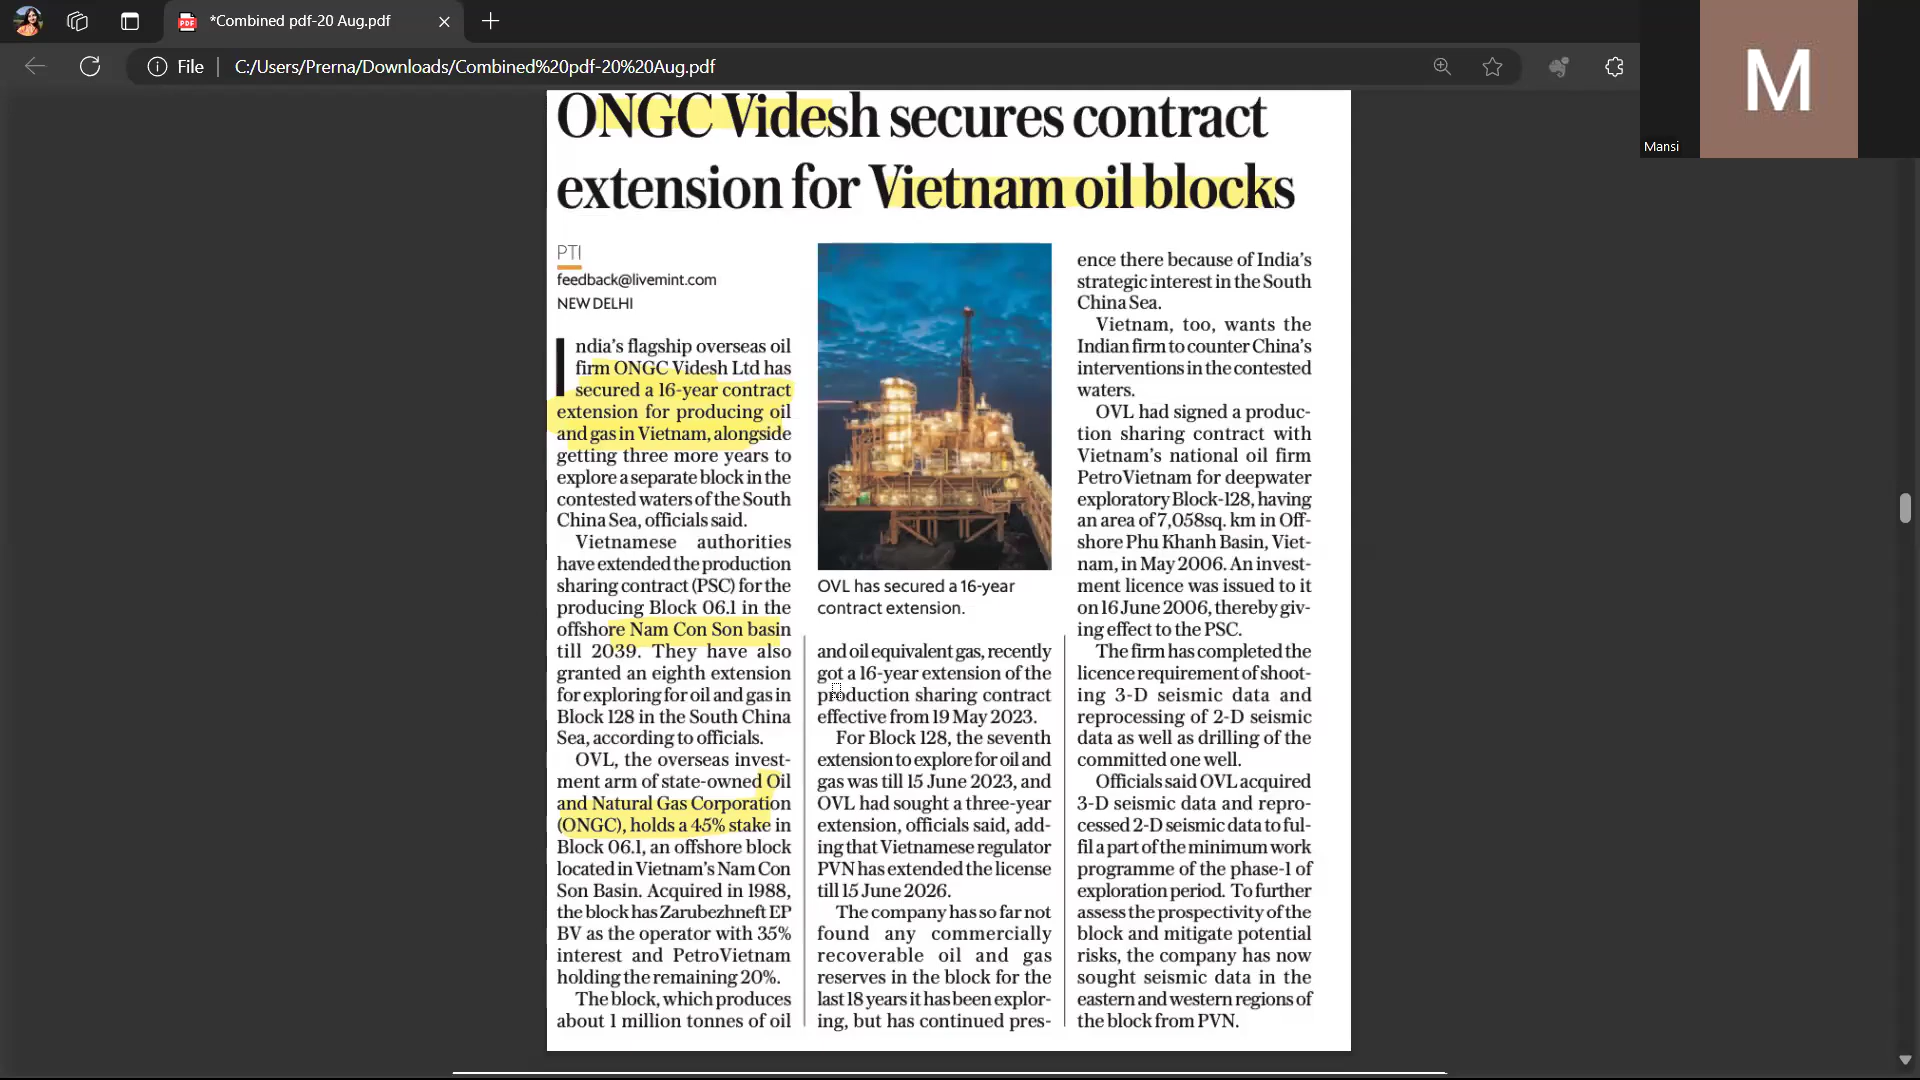 *Combined pdf-20 Aug.pdf
File
C:/Users/Prerna/Downloads/Combined%20pdf-20%20Aug.pdf
M
Mansi
ONGC Videsh secures contract
extension for Vietnam oil blocks
PTI
feedback@livemint.com
NEW DELHI
India's flagship overseas oil
firm ONGC Videsh Ltd has
secured a 16-year contract
extension for producing oil
and gas in Vietnam, alongside
getting three more years to
explore a separate block in the
contested waters of the South
China Sea, officials said.
Vietnamese authorities
have extended the production
sharing contract (PSC) for the
producing Block 06.1 in the
offshore Nam Con Son basin
till 2039. They have also
granted an eighth extension
for exploring for oil and gas in
Block 128 in the South China
Sea, according to officials.
OVL, the overseas invest-
ment arm of state-owned Oil
and Natural Gas Corporation
(ONGC), holds a 45% stake in
Block 06.1, an offshore block
located in Vietnam's Nam Con
Son Basin. Acquired in 1988,
the block has Zarubezhneft EP
BV as the operator with 35%
interest and PetroVietnam
holding the remaining 20%.
The block, which produces
about 1 million tonnes of oil
OVL has secured a 16-year
contract extension.
and oil equivalent gas, recently
got a 16-year extension of the
production sharing contract
effective from 19 May 2023.
For Block 128, the seventh
extension to explore for oil and
gas was till 15 June 2023, and
OVL had sought a three-year
extension, officials said, add-
ing that Vietnamese regulator
PVN has extended the license
till 15 June 2026.
The company has so far not
found any commercially
recoverable oil and gas
reserves in the block for the
last 18 years it has been explor-
ing, but has continued pres-
ence there because of India's
strategic interest in the South
China Sea.
Vietnam, too, wants the
Indian firm to counter China's
interventions in the contested
waters.
OVL had signed a produc-
tion sharing contract with
Vietnam's national oil firm
PetroVietnam for deepwater
exploratory Block-128, having
an area of 7,058sq. km in Off-
shore Phu Khanh Basin, Viet-
nam, in May 2006. An invest-
ment licence was issued to it
on 16 June 2006, thereby giv-
ing effect to the PSC.
The firm has completed the
licence requirement of shoot-
ing 3-D seismic data and
reprocessing of 2-D seismic
data as well as drilling of the
committed one well.
Officials said OVL acquired
3-D seismic data and repro-
cessed 2-D seismic data to ful-
fil a part of the minimum work
programme of the phase-1 of
exploration period. To further
assess the prospectivity of the
block and mitigate potential
risks, the company has now
sought seismic data in the
eastern and western regions of
the block from PVN.